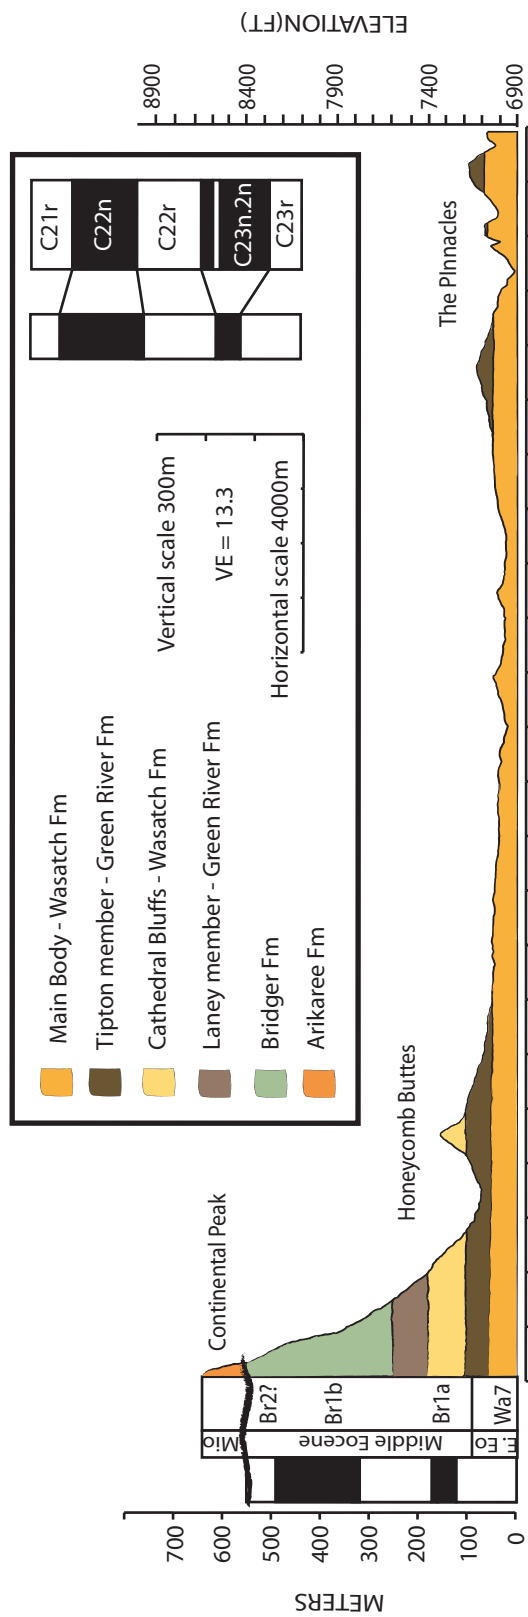 METERS
700
600
500
400
300
200
100
0
Mio
Middle Eocene
E. Eo
Br2?
Br1b
Br1a
Wa7
Continental Peak
Honeycomb Buttes
The PInnacles
Main Body - Wasatch Fm
Tipton member - Green River Fm
Cathedral Bluffs - Wasatch Fm
Laney member - Green River Fm
Bridger Fm
Arikaree Fm
Vertical scale 300m
VE = 13.3
Horizontal scale 4000m
C21r
C22n
C22r
C23n.2n
C23r
8900
8400
7900
7400
6900
ELEVATION(FT)